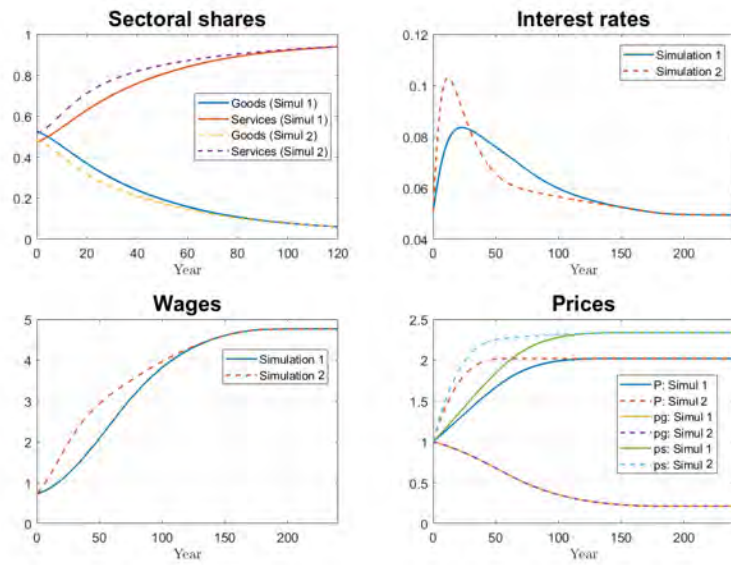 Sectoral shares
1
0.8
0.6
0.4
0.2
0
Goods (Simul 1)
Services (Simul 1)
Goods (Simul 2)
Services (Simul 2)
0 20 40 60 80 100 120
Year
Interest rates
0.12
0.1
0.08
0.06
0.04
Simulation 1
Simulation 2
0 50 100 150 200
Year
Wages
5
4
3
2
1
0
Simulation 1
Simulation 2
0 50 100 150 200
Year
Prices
2.5
2
1.5
1
0.5
0
P: Simul 1
P: Simul 2
pg: Simul 1
pg: Simul 2
ps: Simul 1
ps: Simul 2
0 50 100 150 200
Year